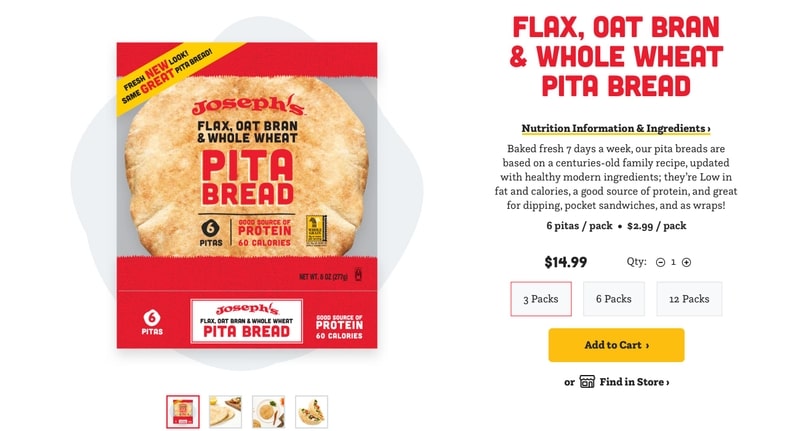 FRESH NEW LOOK!
SAME GREAT PITA BREAD!
Joseph's
FLAX, OAT BRAN
& WHOLE WHEAT
PITA
BREAD
6
PITAS
GOOD SOURCE OF
PROTEIN
60 CALORIES
NET WT. 8 OZ (277g)
6
PITAS
Joseph's
FLAX, OAT BRAN & WHOLE WHEAT
PITA BREAD
GOOD SOURCE OF
PROTEIN
60 CALORIES
FLAX, OAT BRAN
& WHOLE WHEAT
PITA BREAD
Nutrition Information & Ingredients ›
Baked fresh 7 days a week, our pita breads are
based on a centuries-old family recipe, updated
with healthy modern ingredients; they're Low in
fat and calories, a good source of protein, and great
for dipping, pocket sandwiches, and as wraps!
6 pitas / pack • $2.99 / pack
$14.99 Qty: 1
3 Packs 6 Packs 12 Packs
Add to Cart ›
or Find in Store ›